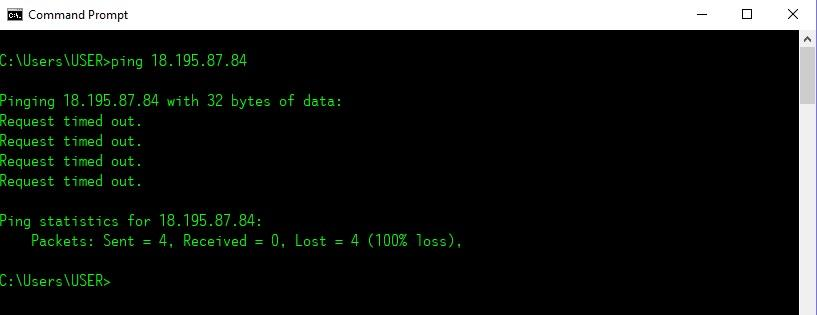 Command Prompt
C:\Users\USER>ping 18.195.87.84
Pinging 18.195.87.84 with 32 bytes of data:
Request timed out.
Request timed out.
Request timed out.
Request timed out.
Ping statistics for 18.195.87.84:
    Packets: Sent = 4, Received = 0, Lost = 4 (100% loss),
C:\Users\USER>